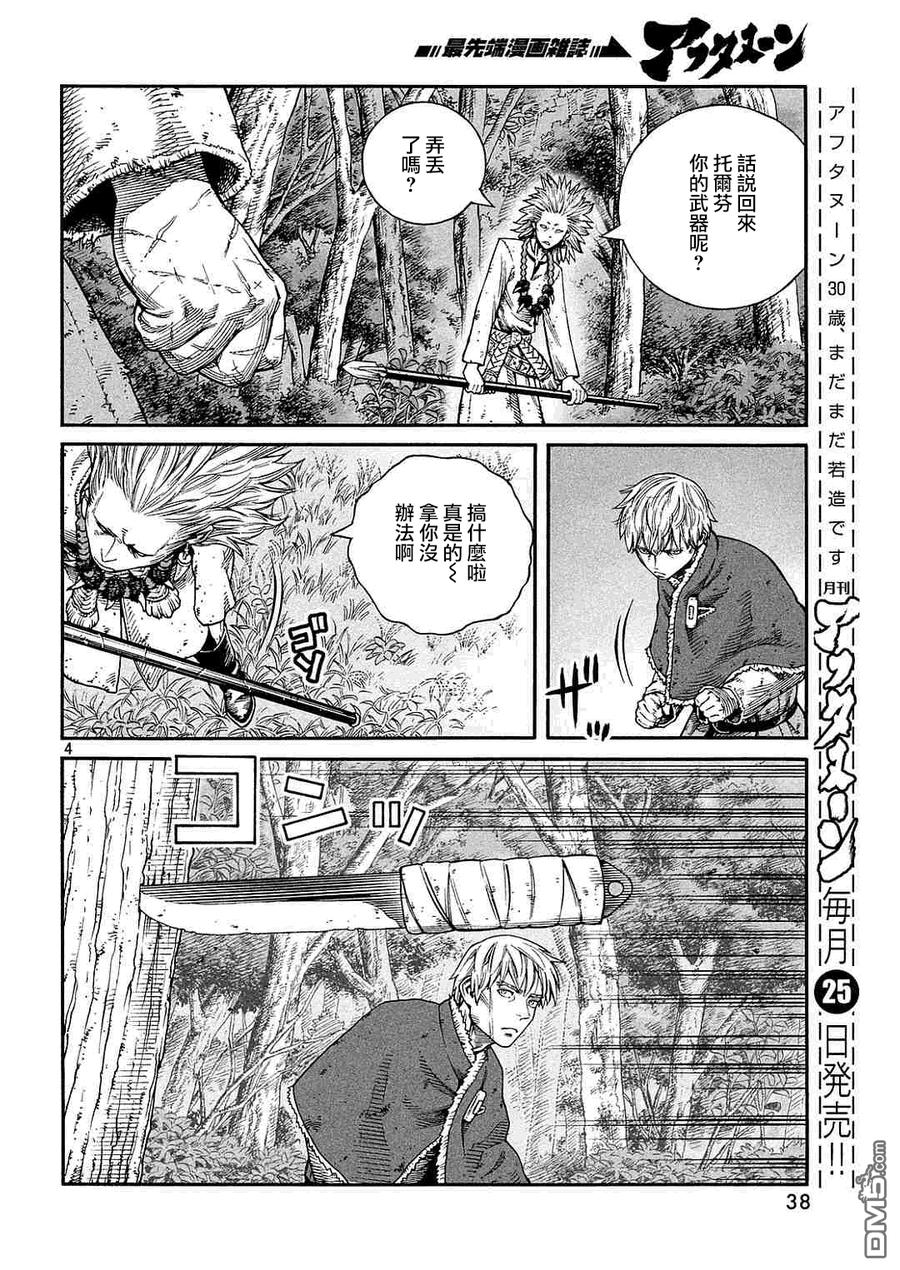 最先端漫画雑誌
アフタヌーン
話說回來
托爾芬
你的武器呢?
弄丟
了嗎?
搞什麼啦
真是的~
拿你沒
辦法啊
ゴソ
4
コンッ
アフタヌーン30歳、まだまだ若造です
月刊
アフタヌーン
毎月25日発売!!!
38
DM5.com